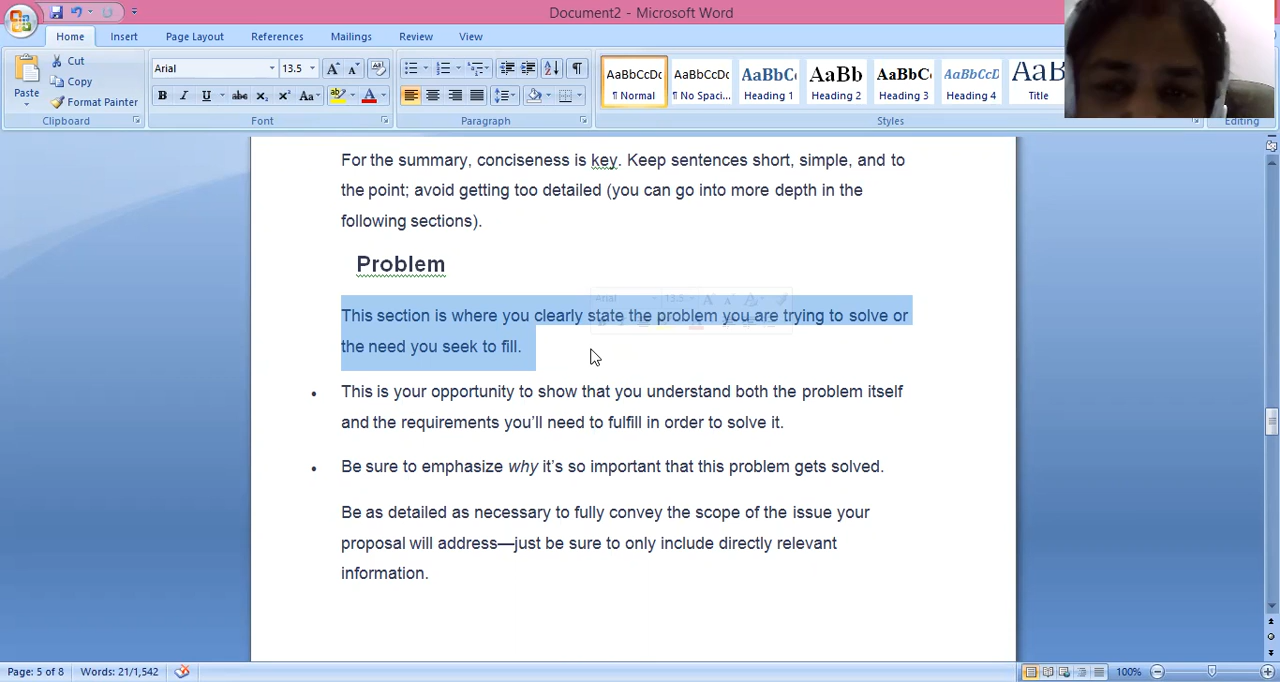 Document2 - Microsoft Word
Home Insert Page Layout References Mailings Review View
Paste Cut Copy Format Painter
Clipboard
Arial 13.5
Font
Paragraph
AaBbCcDc AaBbCcDc AaBbC AaBb AaBbC AaBbCcD AaB
¶ Normal ¶ No Spaci... Heading 1 Heading 2 Heading 3 Heading 4 Title
Styles
Editing
For the summary, conciseness is key. Keep sentences short, simple, and to
the point; avoid getting too detailed (you can go into more depth in the
following sections).
Problem
This section is where you clearly state the problem you are trying to solve or
the need you seek to fill.
• This is your opportunity to show that you understand both the problem itself
and the requirements you’ll need to fulfill in order to solve it.
• Be sure to emphasize why it’s so important that this problem gets solved.
Be as detailed as necessary to fully convey the scope of the issue your
proposal will address—just be sure to only include directly relevant
information.
Page: 5 of 8 Words: 21/1,542 100%